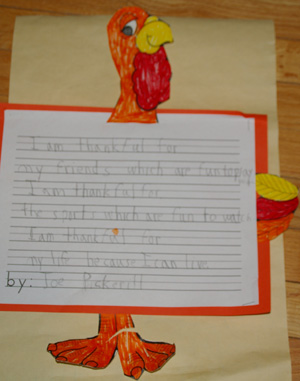 I am thankful for
my friends which are fun to play
I am thankful for
the sports which are fun to watch
I am thankful for
my life because I can live.
by: Joe Pickerill